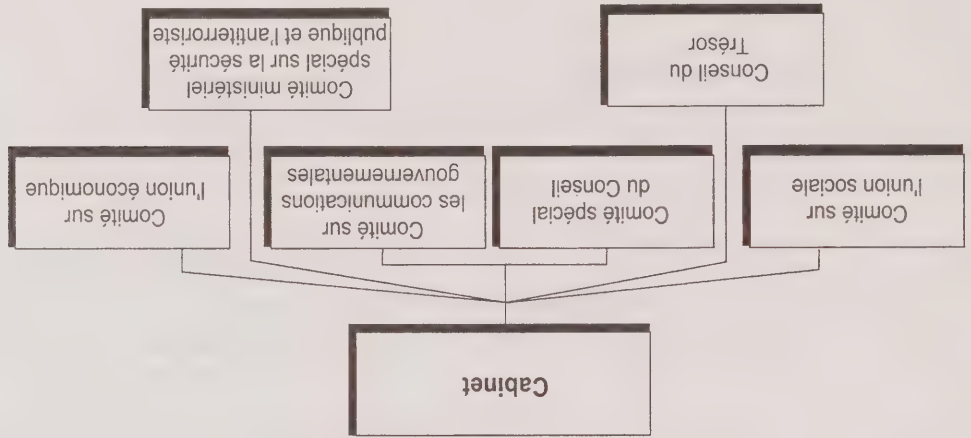 Cabinet
Comité sur
l'union sociale
Comité spécial
du Conseil
Comité sur
les communications
gouvernementales
Comité sur
l'union économique
Conseil du
Trésor
Comité ministériel
spécial sur la sécurité
publique et l'antiterroriste